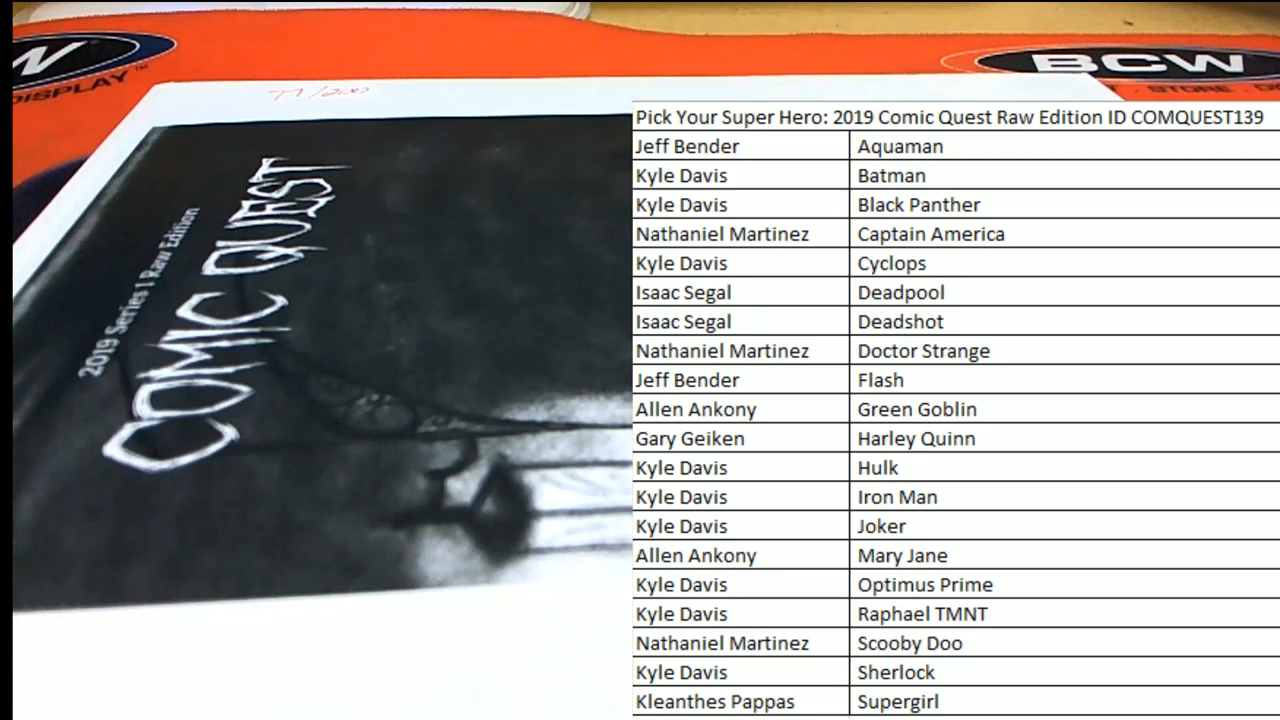 DISPLAY™
BCW
2019 Series 1 Raw Edition
COMIC QUEST
Pick Your Super Hero: 2019 Comic Quest Raw Edition ID COMQUEST139
Jeff Bender Aquaman
Kyle Davis Batman
Kyle Davis Black Panther
Nathaniel Martinez Captain America
Kyle Davis Cyclops
Isaac Segal Deadpool
Isaac Segal Deadshot
Nathaniel Martinez Doctor Strange
Jeff Bender Flash
Allen Ankony Green Goblin
Gary Geiken Harley Quinn
Kyle Davis Hulk
Kyle Davis Iron Man
Kyle Davis Joker
Allen Ankony Mary Jane
Kyle Davis Optimus Prime
Kyle Davis Raphael TMNT
Nathaniel Martinez Scooby Doo
Kyle Davis Sherlock
Kleanthes Pappas Supergirl